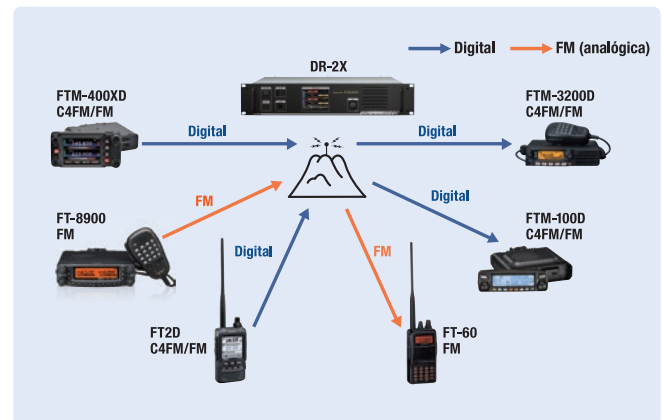 Digital
FM (analógica)
DR-2X
FTM-400XD
C4FM/FM
Digital
Digital
FTM-3200D
C4FM/FM
FT-8900
FM
FM
Digital
FTM-100D
C4FM/FM
Digital
FM
FT2D
C4FM/FM
FT-60
FM